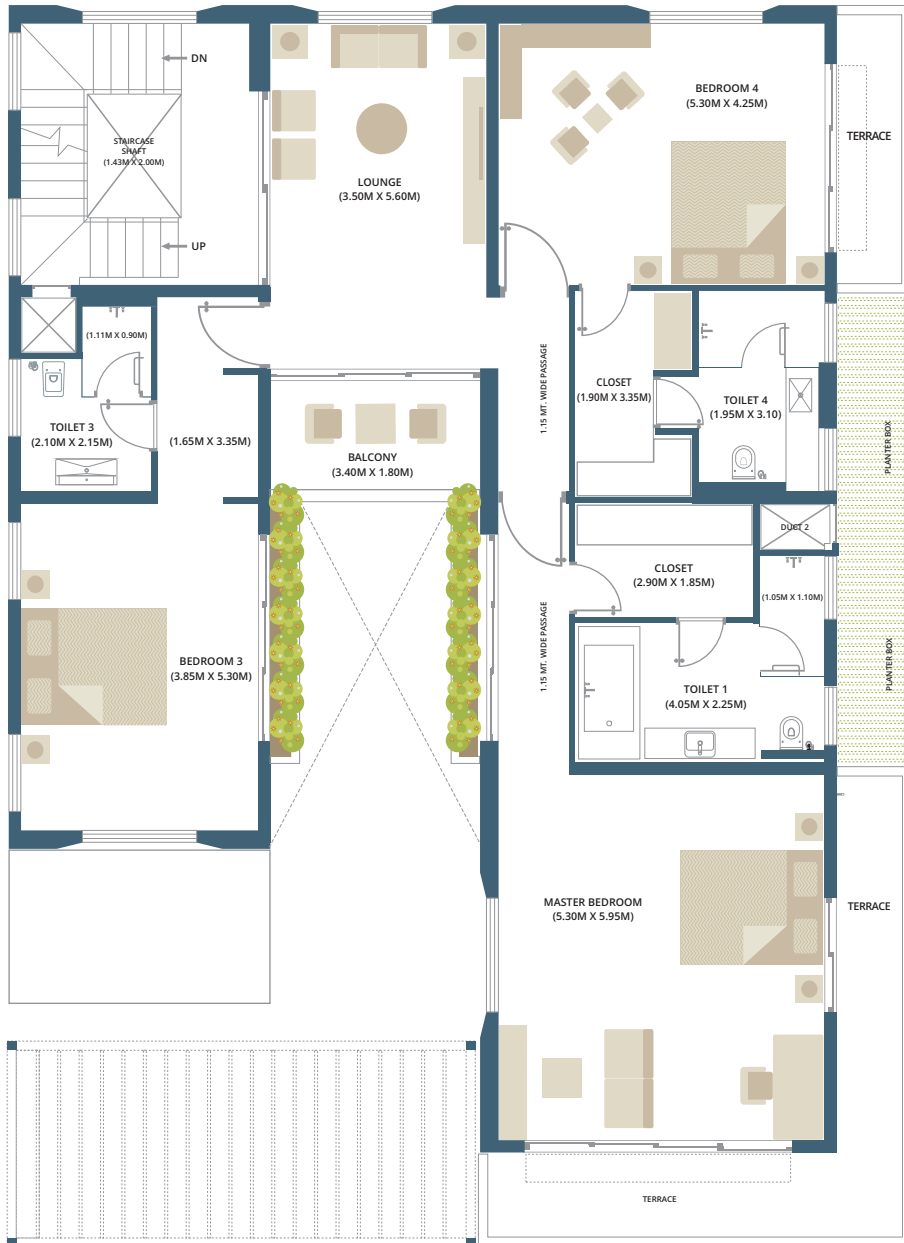 DN
BEDROOM 4
(5.30M X 4.25M)
TERRACE
STAIRCASE
SHAFT
(1.43M X 2.00M)
LOUNGE
(3.50M X 5.60M)
UP
(1.11M X 0.90M)
1.15 MT. WIDE PASSAGE
CLOSET
(1.90M X 3.35M)
TOILET 4
(1.95M X 3.10)
TOILET 3
(2.10M X 2.15M)
(1.65M X 3.35M)
BALCONY
(3.40M X 1.80M)
PLANTER BOX
DUCT 2
CLOSET
(2.90M X 1.85M)
(1.05M X 1.10M)
1.15 MT. WIDE PASSAGE
BEDROOM 3
(3.85M X 5.30M)
PLANTER BOX
TOILET 1
(4.05M X 2.25M)
MASTER BEDROOM
(5.30M X 5.95M)
TERRACE
TERRACE